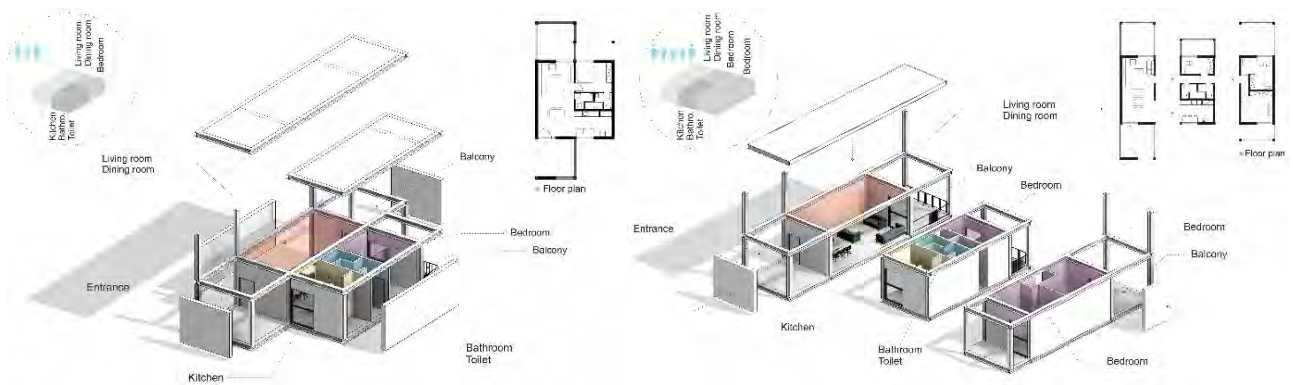 Living room
Dining room
Bedroom
Kitchen
Bathro.
Toilet
Living room
Dining room
Balcony
Floor plan
Bedroom
Balcony
Entrance
Bathroom
Toilet
Kitchen
Living room
Dining room
Bedroom
Bedroom
Kitchen
Bathro.
Toilet
Living room
Dining room
Floor plan
Balcony
Bedroom
Entrance
Bedroom
Balcony
Kitchen
Bathroom
Toilet
Bedroom